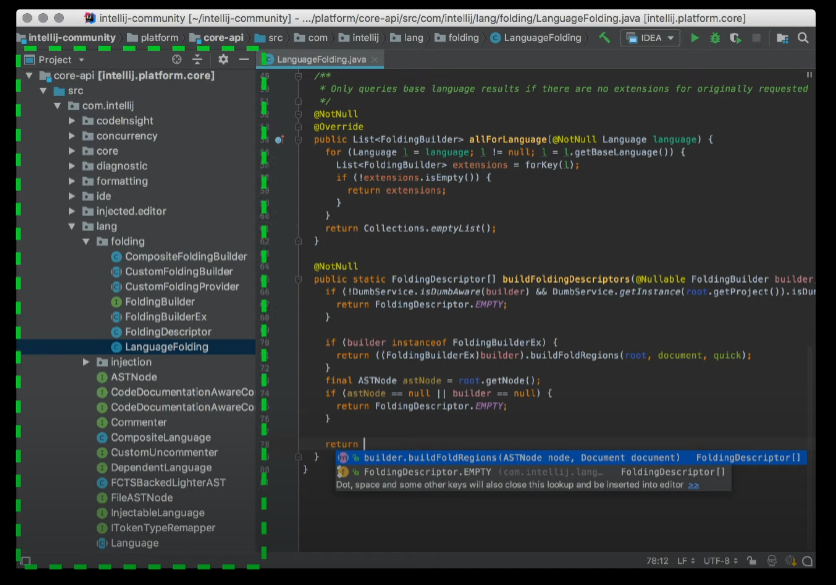 intellij-community [~/intellij-community] - .../platform/core-api/src/com/intellij/lang/folding/LanguageFolding.java [intellij.platform.core]
intellij-community platform core-api src com intellij lang folding LanguageFolding IDEA
Project
LanguageFolding.java
core-api [intellij.platform.core]
src
com.intellij
codeInsight
concurrency
core
diagnostic
formatting
ide
injected.editor
lang
folding
CompositeFoldingBuilder
CustomFoldingBuilder
CustomFoldingProvider
FoldingBuilder
FoldingBuilderEx
FoldingDescriptor
LanguageFolding
injection
ASTNode
CodeDocumentationAwareCo
CodeDocumentationAwareCo
Commenter
CompositeLanguage
CustomUncommenter
DependentLanguage
FCTSBackedLighterAST
FileASTNode
InjectableLanguage
ITokenTypeRemapper
Language
/**
* Only queries base language results if there are no extensions for originally requested
*/
@NotNull
@Override
public List<FoldingBuilder> allForLanguage(@NotNull Language language) {
for (Language l = language; l != null; l = l.getBaseLanguage()) {
List<FoldingBuilder> extensions = forKey(l);
if (!extensions.isEmpty()) {
return extensions;
}
}
return Collections.emptyList();
}
@NotNull
public static FoldingDescriptor[] buildFoldingDescriptors(@Nullable FoldingBuilder builder
if (!DumbService.isDumbAware(builder) && DumbService.getInstance(root.getProject()).isDum
return FoldingDescriptor.EMPTY;
}
if (builder instanceof FoldingBuilderEx) {
return ((FoldingBuilderEx)builder).buildFoldRegions(root, document, quick);
}
final ASTNode astNode = root.getNode();
if (astNode == null || builder == null) {
return FoldingDescriptor.EMPTY;
}
return
builder.buildFoldRegions(ASTNode node, Document document) FoldingDescriptor[]
}
FoldingDescriptor.EMPTY (com.intellij.lang… FoldingDescriptor[]
}
Dot, space and some other keys will also close this lookup and be inserted into editor >>
78:12 LF UTF-8